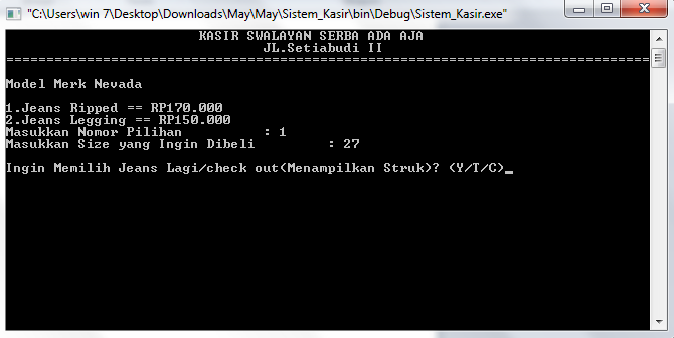 "C:\Users\win 7\Desktop\Downloads\May\May\Sistem_Kasir\bin\Debug\Sistem_Kasir.exe"
KASIR SWALAYAN SERBA ADA AJA
JL.Setiabudi II
================================================================================
Model Merk Nevada
1.Jeans Ripped == RP170.000
2.Jeans Legging == RP150.000
Masukkan Nomor Pilihan : 1
Masukkan Size yang Ingin Dibeli : 27
Ingin Memilih Jeans Lagi/check out(Menampilkan Struk)? (Y/T/C)_